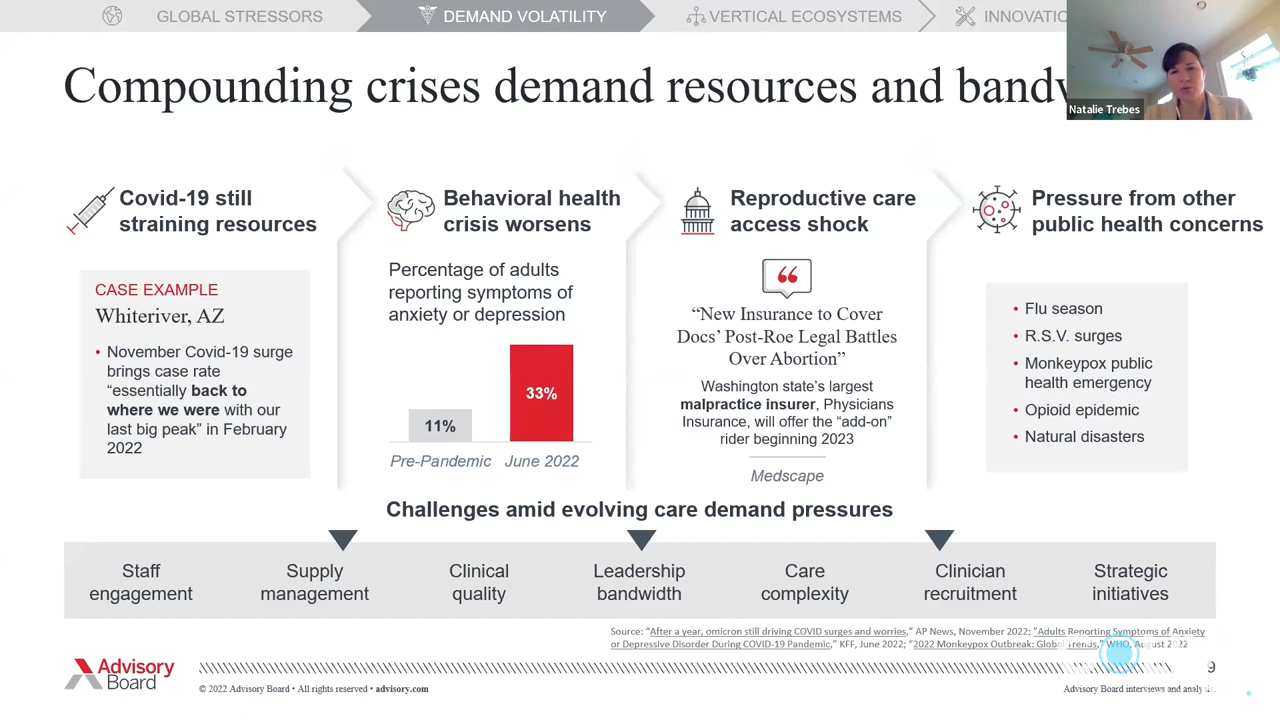 GLOBAL STRESSORS
DEMAND VOLATILITY
VERTICAL ECOSYSTEMS
Compounding crises demand resources and
Natalie Trebes
Covid-19 still
straining resources
CASE EXAMPLE
Whiteriver, AZ
• November Covid-19 surge
brings case rate
“essentially back to
where we were with our
last big peak” in February
2022
Behavioral health
crisis worsens
Percentage of adults
reporting symptoms of
anxiety or depression
11%
33%
Pre-Pandemic
June 2022
Reproductive care
access shock
“New Insurance to Cover
Docs’ Post-Roe Legal Battles
Over Abortion”
Washington state’s largest
malpractice insurer, Physicians
Insurance, will offer the “add-on”
rider beginning 2023
Medscape
Pressure from other
public health concerns
• Flu season
• R.S.V. surges
• Monkeypox public
health emergency
• Opioid epidemic
• Natural disasters
Challenges amid evolving care demand pressures
Staff
engagement
Supply
management
Clinical
quality
Leadership
bandwidth
Care
complexity
Clinician
recruitment
Strategic
initiatives
Source: “After a year, omicron still driving COVID surges and worries,” AP News, November 2022; “Adults Reporting Symptoms of Anxiety
or Depressive Disorder During COVID-19 Pandemic,” KFF, June 2022; “2022 Monkeypox Outbreak: Global Trends,” WHO, August 2022
Advisory
Board
9
© 2022 Advisory Board • All rights reserved • advisory.com
Advisory Board interviews and analysis.